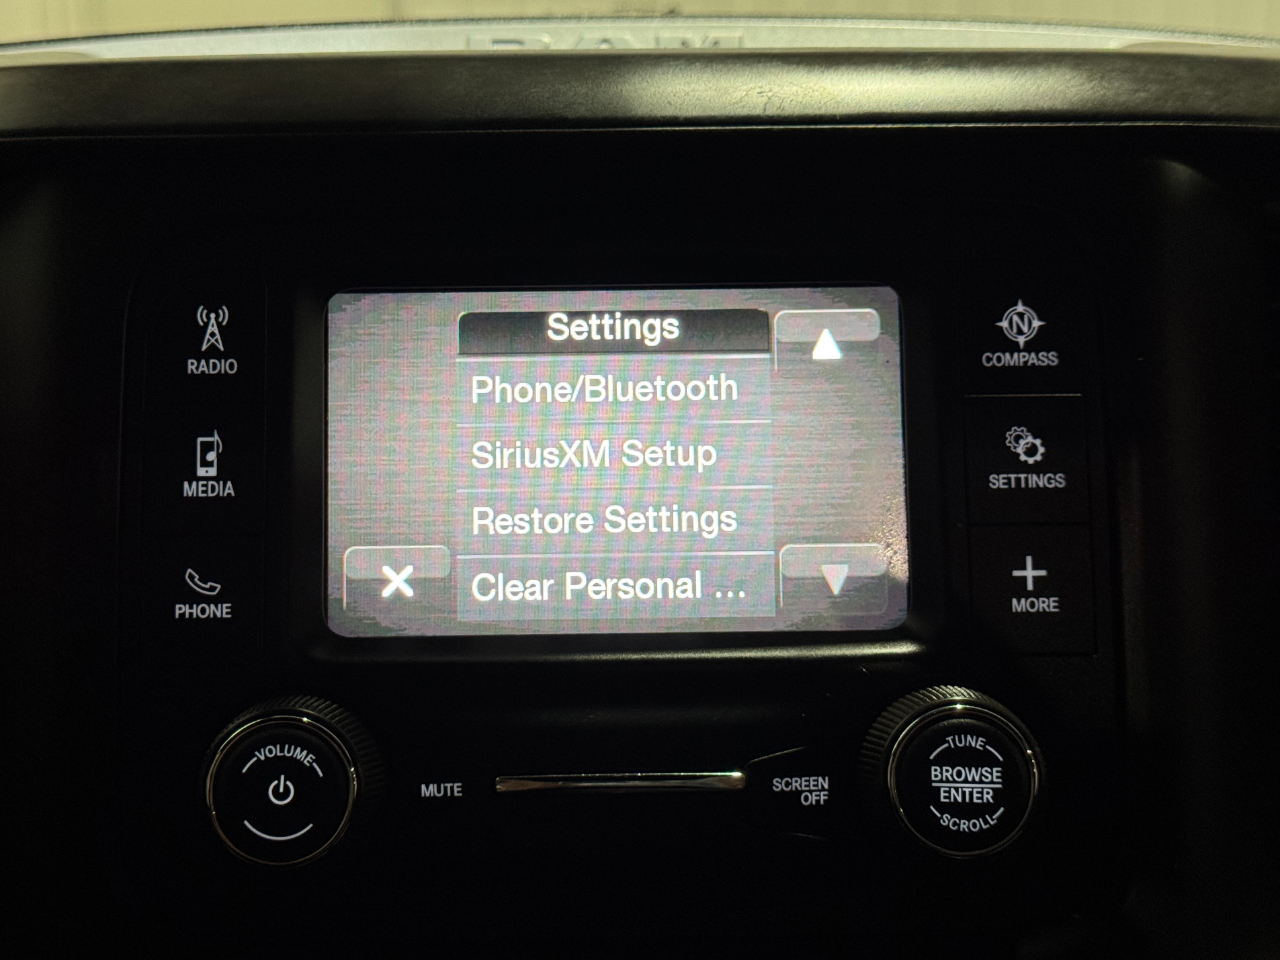 RAM
Settings
Phone/Bluetooth
SiriusXM Setup
Restore Settings
Clear Personal ...
RADIO
MEDIA
PHONE
N
COMPASS
SETTINGS
MORE
VOLUME
MUTE
SCREEN
OFF
TUNE
BROWSE
ENTER
SCROLL